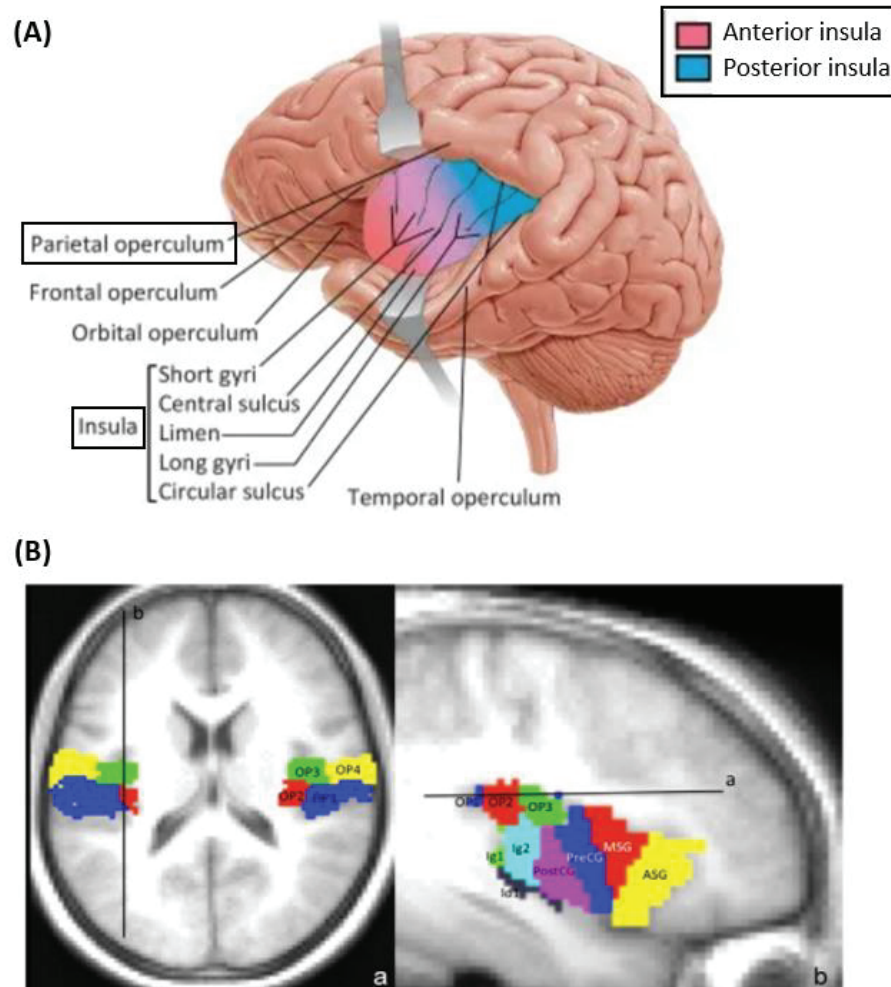 (A)
Anterior insula
Posterior insula
Parietal operculum
Frontal operculum
Orbital operculum
Short gyri
Central sulcus
Insula
Limen
Long gyri
Circular sulcus
Temporal operculum
(B)
b
OP3
OP4
OP2
a
a
OP2
OP3
Ig1
Ig2
PostCG
PreCG
MSG
ASG
Id1
b